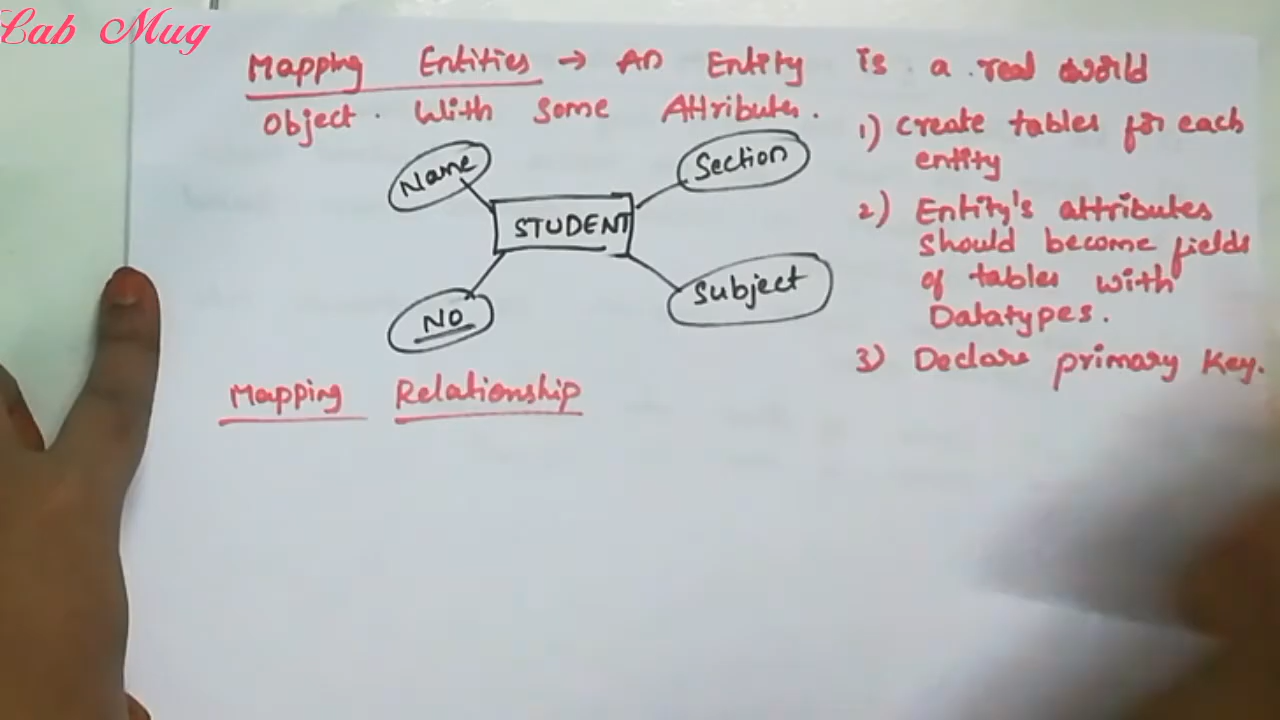 Lab Mug
Mapping Entities → An Entity is a real world
object. With some Attributes.
1) Create tables for each
entity
2) Entity's attributes
should become fields
of tables with
Datatypes.
3) Declare primary key.
Name
Section
STUDENT
NO
Subject
Mapping Relationship